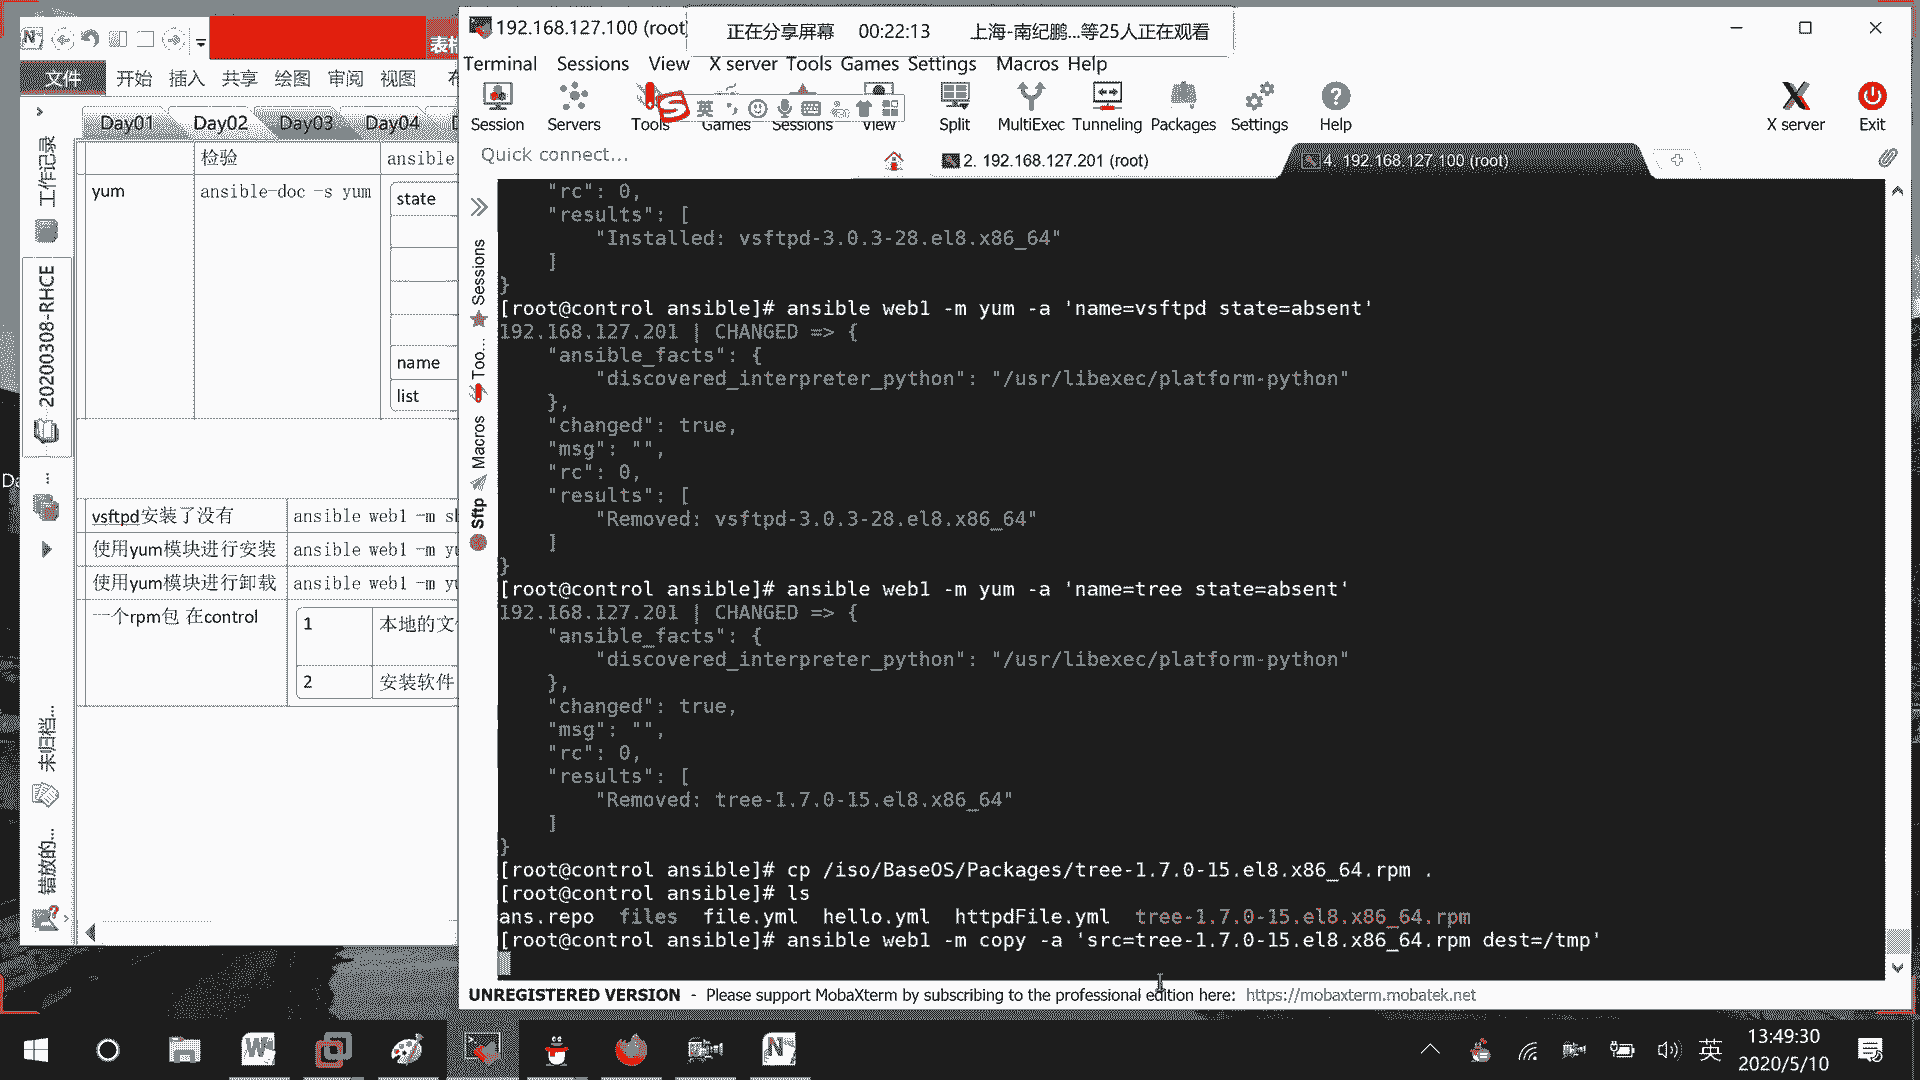 192.168.127.100 (root
正在分享屏幕 00:22:13 上海-南纪鹏...等25人正在观看
Terminal Sessions View X server Tools Games Settings Macros Help
Session Servers Tools Games Sessions View Split MultiExec Tunneling Packages Settings Help X server Exit
英
Quick connect...
2. 192.168.127.201 (root)
4. 192.168.127.100 (root)
表格
文件 开始 插入 共享 绘图 审阅 视图
Day01 Day02 Day03 Day04
工作记录
20200308-RHCE
未归档...
错放的...
检验 ansible
yum ansible-doc -s yum state
name
list
vsftpd安装了没有 ansible web1 -m sh
使用yum模块进行安装 ansible web1 -m yu
使用yum模块进行卸载 ansible web1 -m yu
一个rpm包 在control 1 本地的文
2 安装软件
Sessions
Too...
Macros
Sftp
"rc": 0,
"results": [
"Installed: vsftpd-3.0.3-28.el8.x86_64"
]
}
[root@control ansible]# ansible web1 -m yum -a 'name=vsftpd state=absent'
192.168.127.201 | CHANGED => {
"ansible_facts": {
"discovered_interpreter_python": "/usr/libexec/platform-python"
},
"changed": true,
"msg": "",
"rc": 0,
"results": [
"Removed: vsftpd-3.0.3-28.el8.x86_64"
]
}
[root@control ansible]# ansible web1 -m yum -a 'name=tree state=absent'
192.168.127.201 | CHANGED => {
"ansible_facts": {
"discovered_interpreter_python": "/usr/libexec/platform-python"
},
"changed": true,
"msg": "",
"rc": 0,
"results": [
"Removed: tree-1.7.0-15.el8.x86_64"
]
}
[root@control ansible]# cp /iso/BaseOS/Packages/tree-1.7.0-15.el8.x86_64.rpm .
[root@control ansible]# ls
ans.repo files file.yml hello.yml httpdFile.yml tree-1.7.0-15.el8.x86_64.rpm
[root@control ansible]# ansible web1 -m copy -a 'src=tree-1.7.0-15.el8.x86_64.rpm dest=/tmp'
UNREGISTERED VERSION - Please support MobaXterm by subscribing to the professional edition here: https://mobaxterm.mobatek.net
英
13:49:30
2020/5/10